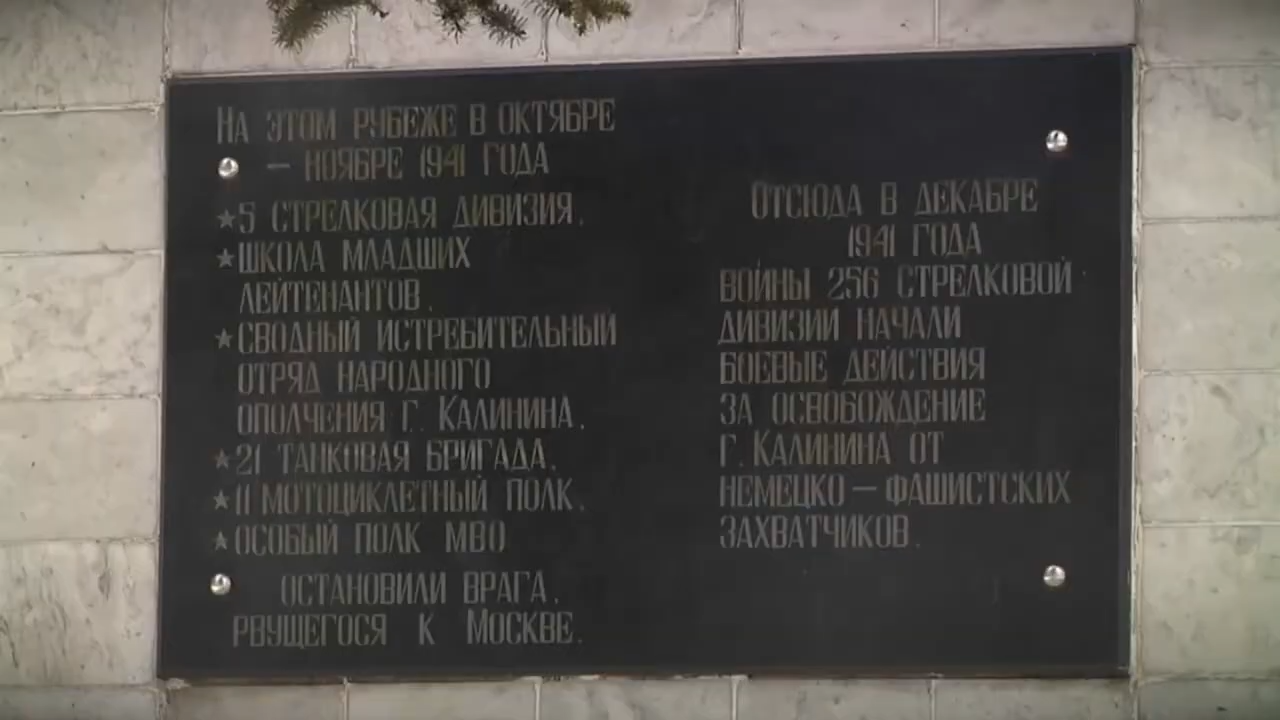 На этом рубеже в октябре
– ноябре 1941 года
★5 стрелковая дивизия.
★школа младших
лейтенантов.
★сводный истребительный
отряд народного
ополчения г. Калинина.
★21 танковая бригада.
★11 мотоциклетный полк.
★особый полк МВО
остановили врага.
рвущегося к Москве.
Отсюда в декабре
1941 года
войны 256 стрелковой
дивизии начали
боевые действия
за освобождение
г. Калинина от
немецко – фашистских
захватчиков.